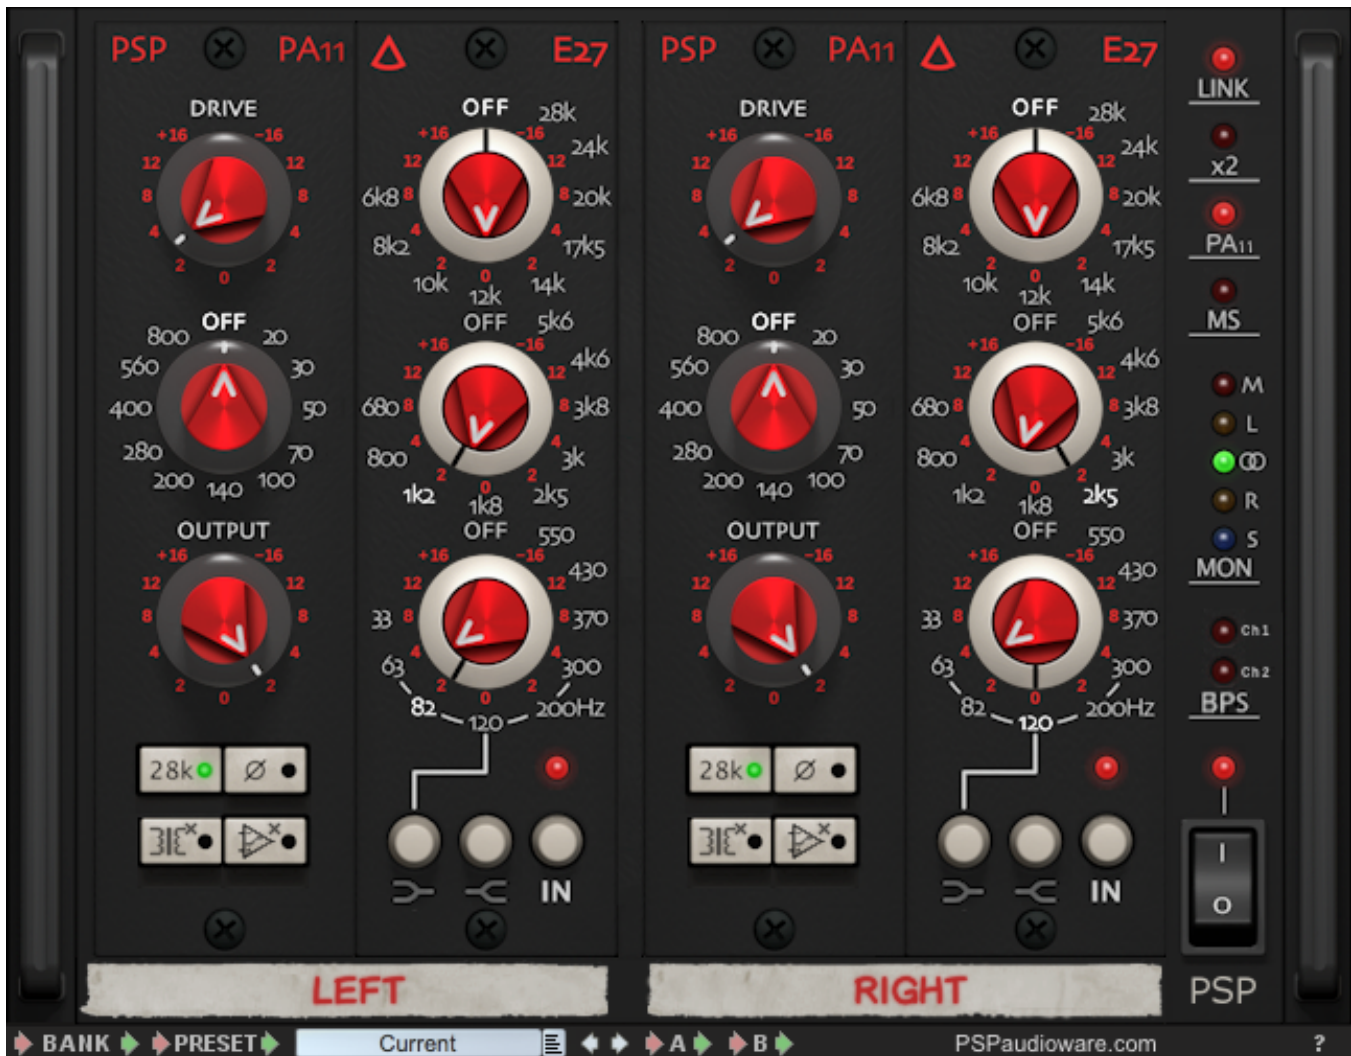 PSP PA11 E27 PSP PA11 E27
LINK
DRIVE OFF 28k DRIVE OFF 28k
+16 -16 +16 -16 24k +16 -16 +16 -16 24k
x2
12 12 12 12 12 12 12 12
8 8 6k8 8 8 20k 8 8 6k8 8 8 20k
4 4 8k2 17k5 4 4 8k2 17k5
PA11
2 0 2 10k 2 0 2 14k 2 0 2 10k 2 0 2 14k
12k 12k
MS
OFF OFF 5k6 OFF OFF 5k6
800 20 +16 -16 4k6 800 20 +16 -16 4k6
560 30 12 12 560 30 12 12
M
400 50 680 8 8 3k8 400 50 680 8 8 3k8
L
280 70 800 4 4 3k 280 70 800 4 4 3k
200 140 100 1k2 2 0 2 2k5 200 140 100 1k2 2 0 2 2k5
1k8 1k8
R
OUTPUT OFF 550 OUTPUT OFF 550
S
+16 -16 +16 -16 430 +16 -16 +16 -16 430
MON
12 12 12 12 12 12 12 12
8 8 33 8 370 8 8 33 8 370
Ch1
4 4 63 4 300 4 4 63 4 300
Ch2
2 0 2 82 2 0 2 200Hz 2 0 2 82 2 0 2 200Hz
120 120
BPS
28k Ø 28k Ø
I
IN IN
O
LEFT RIGHT PSP
BANK PRESET Current A B PSPaudioware.com ?